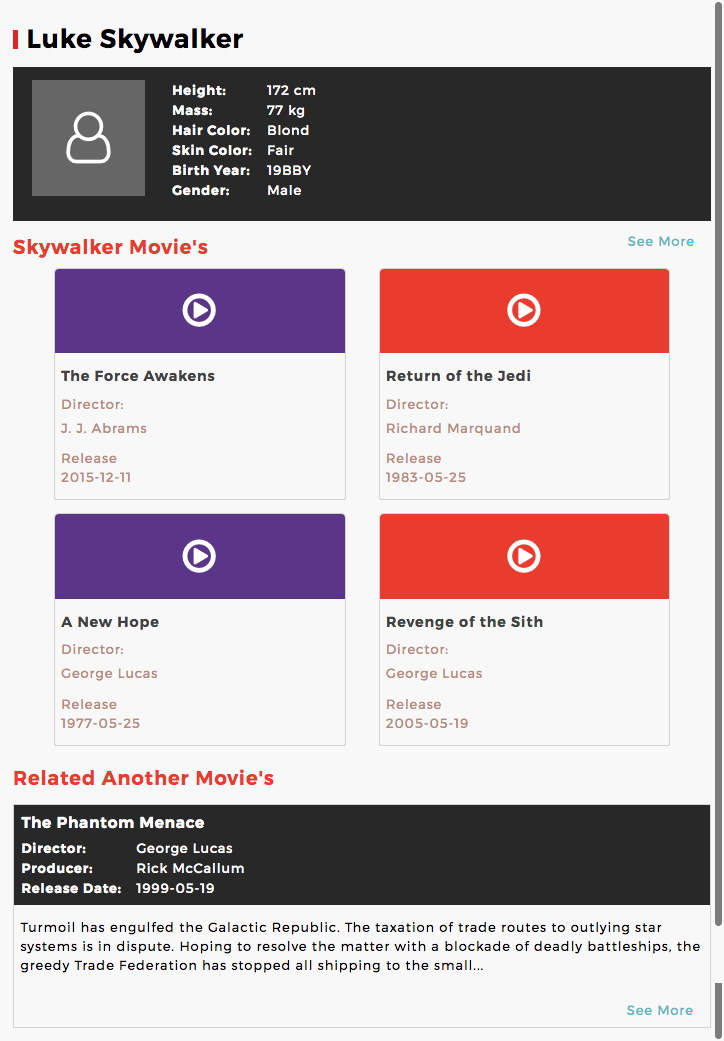 Luke Skywalker
Height: 172 cm
Mass: 77 kg
Hair Color: Blond
Skin Color: Fair
Birth Year: 19BBY
Gender: Male
Skywalker Movie's
See More
The Force Awakens
Director:
J. J. Abrams
Release
2015-12-11
Return of the Jedi
Director:
Richard Marquand
Release
1983-05-25
A New Hope
Director:
George Lucas
Release
1977-05-25
Revenge of the Sith
Director:
George Lucas
Release
2005-05-19
Related Another Movie's
The Phantom Menace
Director: George Lucas
Producer: Rick McCallum
Release Date: 1999-05-19
Turmoil has engulfed the Galactic Republic. The taxation of trade routes to outlying star
systems is in dispute. Hoping to resolve the matter with a blockade of deadly battleships, the
greedy Trade Federation has stopped all shipping to the small...
See More